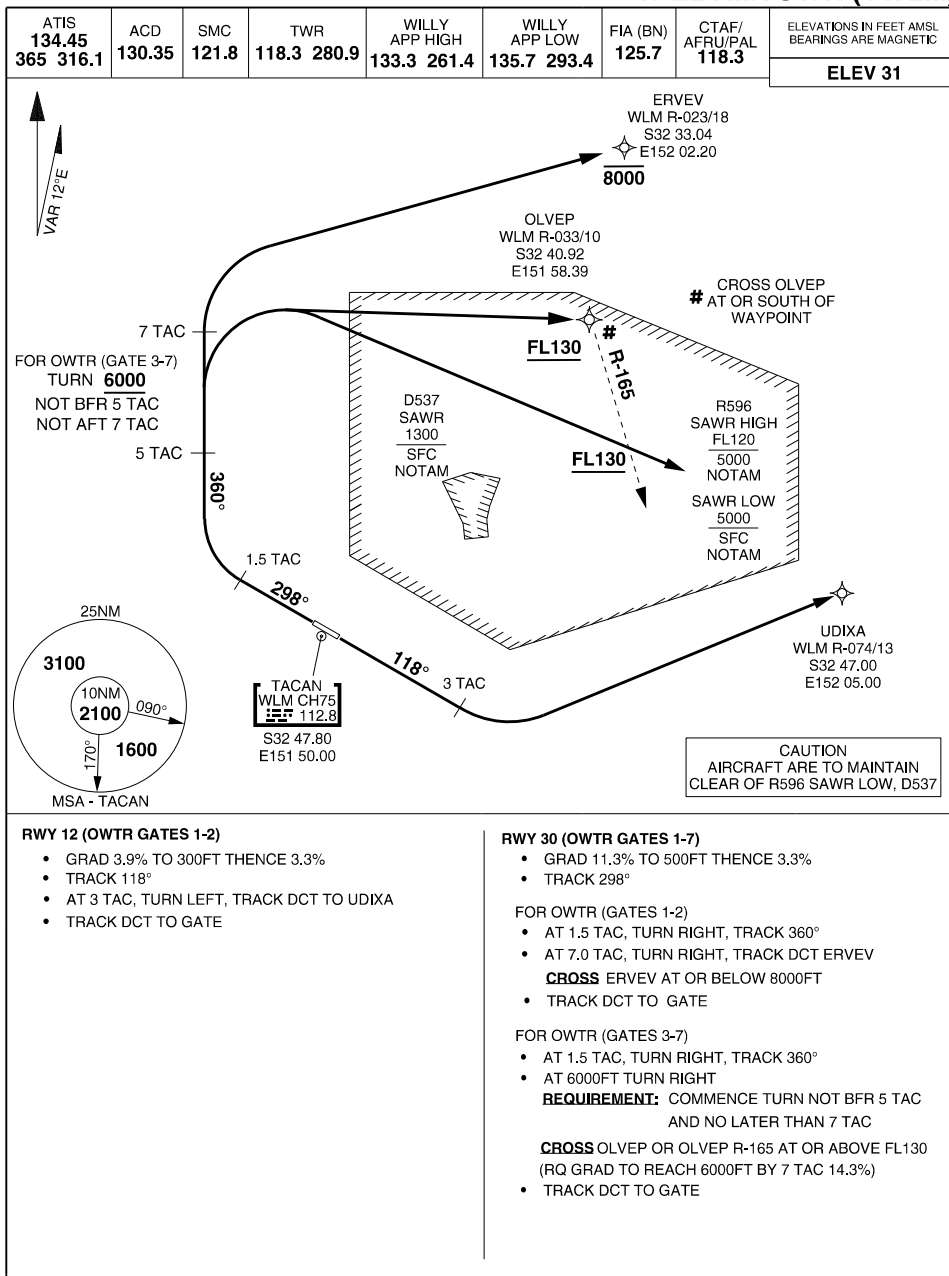 ATIS
134.45
365 316.1
ACD
130.35
SMC
121.8
TWR
118.3 280.9
WILLY
APP HIGH
133.3 261.4
WILLY
APP LOW
135.7 293.4
FIA (BN)
125.7
CTAF/
AFRU/PAL
118.3
ELEVATIONS IN FEET AMSL
BEARINGS ARE MAGNETIC
ELEV 31
VAR 12°E
ERVEV
WLM R-023/18
S32 33.04
E152 02.20
8000
OLVEP
WLM R-033/10
S32 40.92
E151 58.39
# CROSS OLVEP
AT OR SOUTH OF
WAYPOINT
7 TAC
FOR OWTR (GATE 3-7)
TURN 6000
NOT BFR 5 TAC
NOT AFT 7 TAC
5 TAC
360°
FL130
#
R-165
D537
SAWR
1300
SFC
NOTAM
FL130
R596
SAWR HIGH
FL120
5000
NOTAM
SAWR LOW
5000
SFC
NOTAM
1.5 TAC
298°
118°
3 TAC
TACAN
WLM CH75
112.8
S32 47.80
E151 50.00
UDIXA
WLM R-074/13
S32 47.00
E152 05.00
25NM
3100
10NM
2100
090°
170°
1600
MSA - TACAN
CAUTION
AIRCRAFT ARE TO MAINTAIN
CLEAR OF R596 SAWR LOW, D537
RWY 12 (OWTR GATES 1-2)
• GRAD 3.9% TO 300FT THENCE 3.3%
• TRACK 118°
• AT 3 TAC, TURN LEFT, TRACK DCT TO UDIXA
• TRACK DCT TO GATE
RWY 30 (OWTR GATES 1-7)
• GRAD 11.3% TO 500FT THENCE 3.3%
• TRACK 298°
FOR OWTR (GATES 1-2)
• AT 1.5 TAC, TURN RIGHT, TRACK 360°
• AT 7.0 TAC, TURN RIGHT, TRACK DCT ERVEV
CROSS ERVEV AT OR BELOW 8000FT
• TRACK DCT TO GATE
FOR OWTR (GATES 3-7)
• AT 1.5 TAC, TURN RIGHT, TRACK 360°
• AT 6000FT TURN RIGHT
REQUIREMENT: COMMENCE TURN NOT BFR 5 TAC
AND NO LATER THAN 7 TAC
CROSS OLVEP OR OLVEP R-165 AT OR ABOVE FL130
(RQ GRAD TO REACH 6000FT BY 7 TAC 14.3%)
• TRACK DCT TO GATE